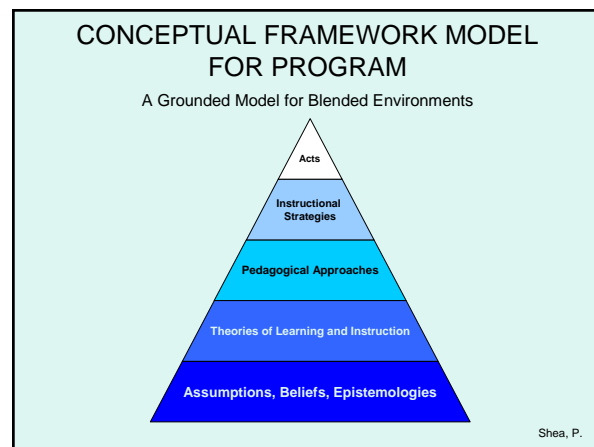 CONCEPTUAL FRAMEWORK MODEL
FOR PROGRAM
A Grounded Model for Blended Environments
Acts
Instructional
Strategies
Pedagogical Approaches
Theories of Learning and Instruction
Assumptions, Beliefs, Epistemologies
Shea, P.